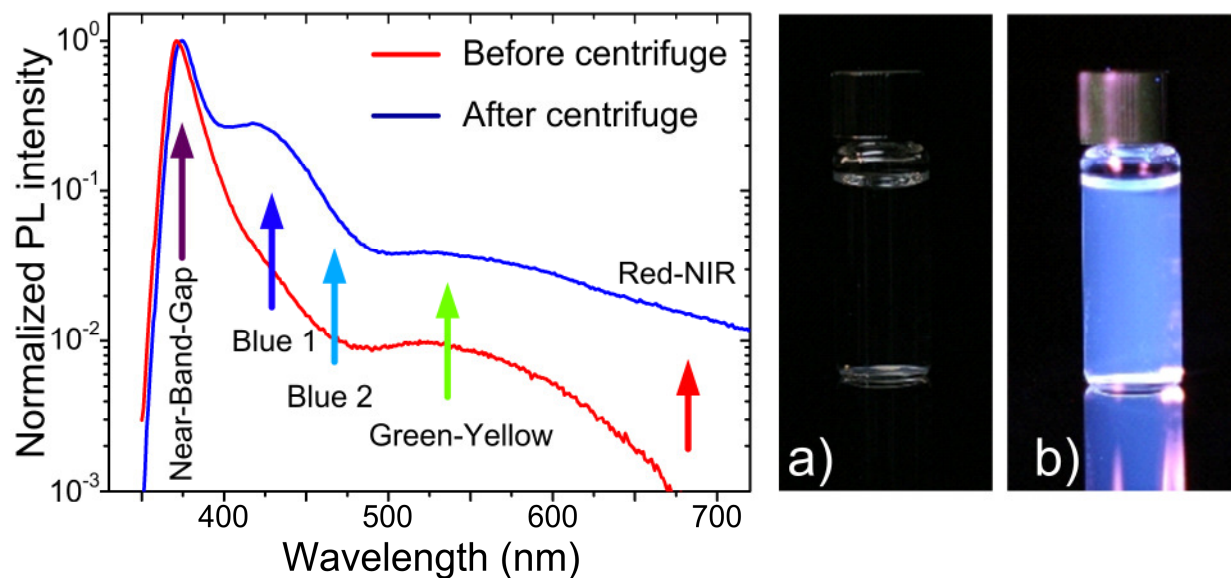 Normalized PL intensity
10⁰
10⁻¹
10⁻²
10⁻³
Before centrifuge
After centrifuge
Near-Band-Gap
Blue 1
Blue 2
Green-Yellow
Red-NIR
400
500
600
700
Wavelength (nm)
a)
b)